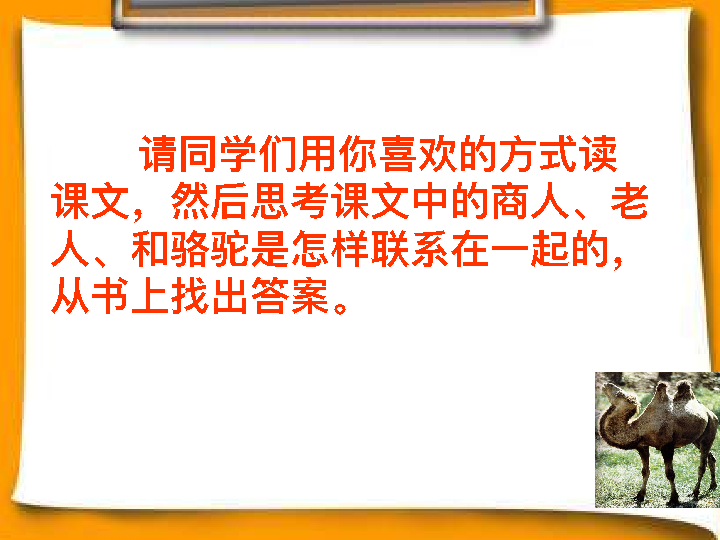 请同学们用你喜欢的方式读
课文，然后思考课文中的商人、老
人、和骆驼是怎样联系在一起的，
从书上找出答案。